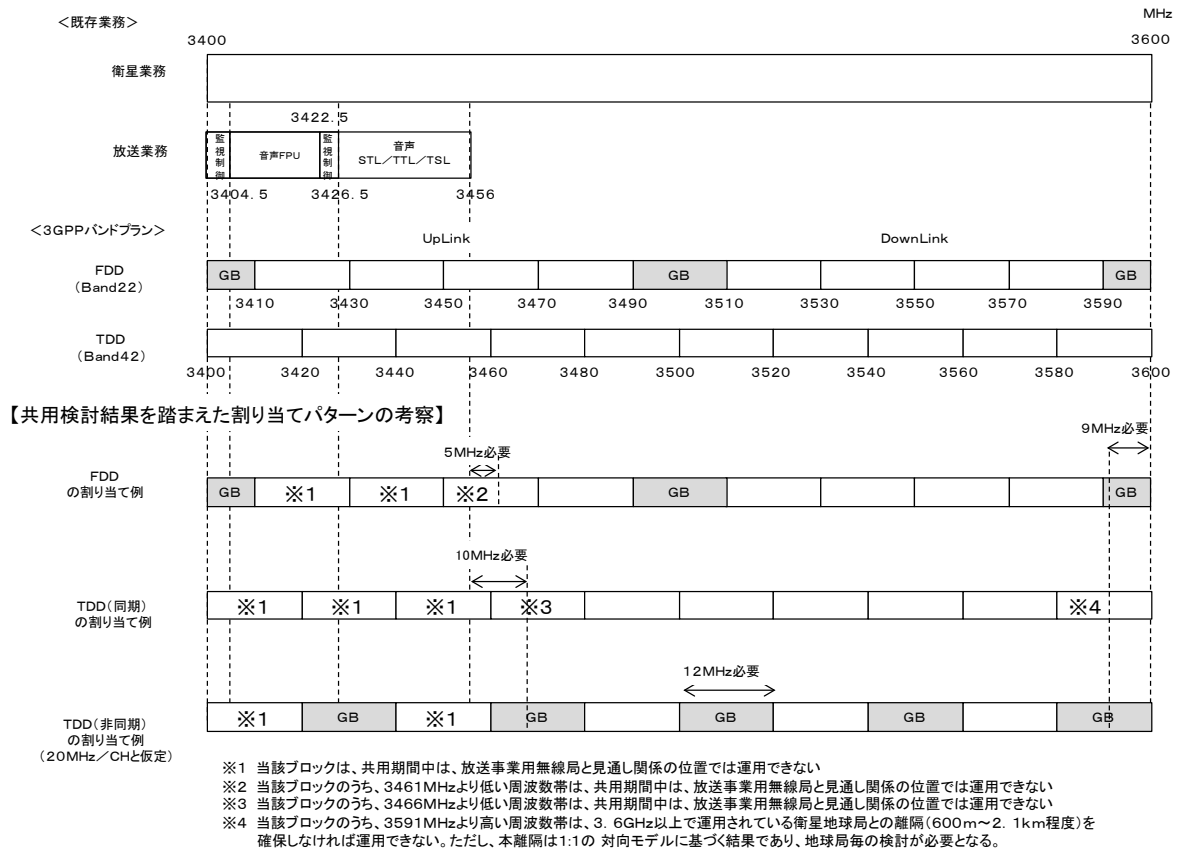 MHz
<既存業務>
3400 3600
衛星業務
3422.5
放送業務
監視制御 音声FPU 監視制御 音声 STL/TTL/TSL
3404.5 3426.5 3456
<3GPPバンドプラン>
UpLink DownLink
FDD
(Band22)
GB GB GB
3410 3430 3450 3470 3490 3510 3530 3550 3570 3590
TDD
(Band42)
3400 3420 3440 3460 3480 3500 3520 3540 3560 3580 3600
【共用検討結果を踏まえた割り当てパターンの考察】
9MHz必要
5MHz必要
FDD
の割り当て例
GB ※1 ※1 ※2 GB GB
10MHz必要
TDD(同期)
の割り当て例
※1 ※1 ※1 ※3 ※4
12MHz必要
TDD(非同期)
の割り当て例
(20MHz/CHと仮定)
※1 GB ※1 GB GB GB GB
※1 当該ブロックは、共用期間中は、放送事業用無線局と見通し関係の位置では運用できない
※2 当該ブロックのうち、3461MHzより低い周波数帯は、共用期間中は、放送事業用無線局と見通し関係の位置では運用できない
※3 当該ブロックのうち、3466MHzより低い周波数帯は、共用期間中は、放送事業用無線局と見通し関係の位置では運用できない
※4 当該ブロックのうち、3591MHzより高い周波数帯は、3.6GHz以上で運用されている衛星地球局との離隔(600m~2.1km程度)を
確保しなければ運用できない。ただし、本離隔は1:1の 対向モデルに基づく結果であり、地球局毎の検討が必要となる。